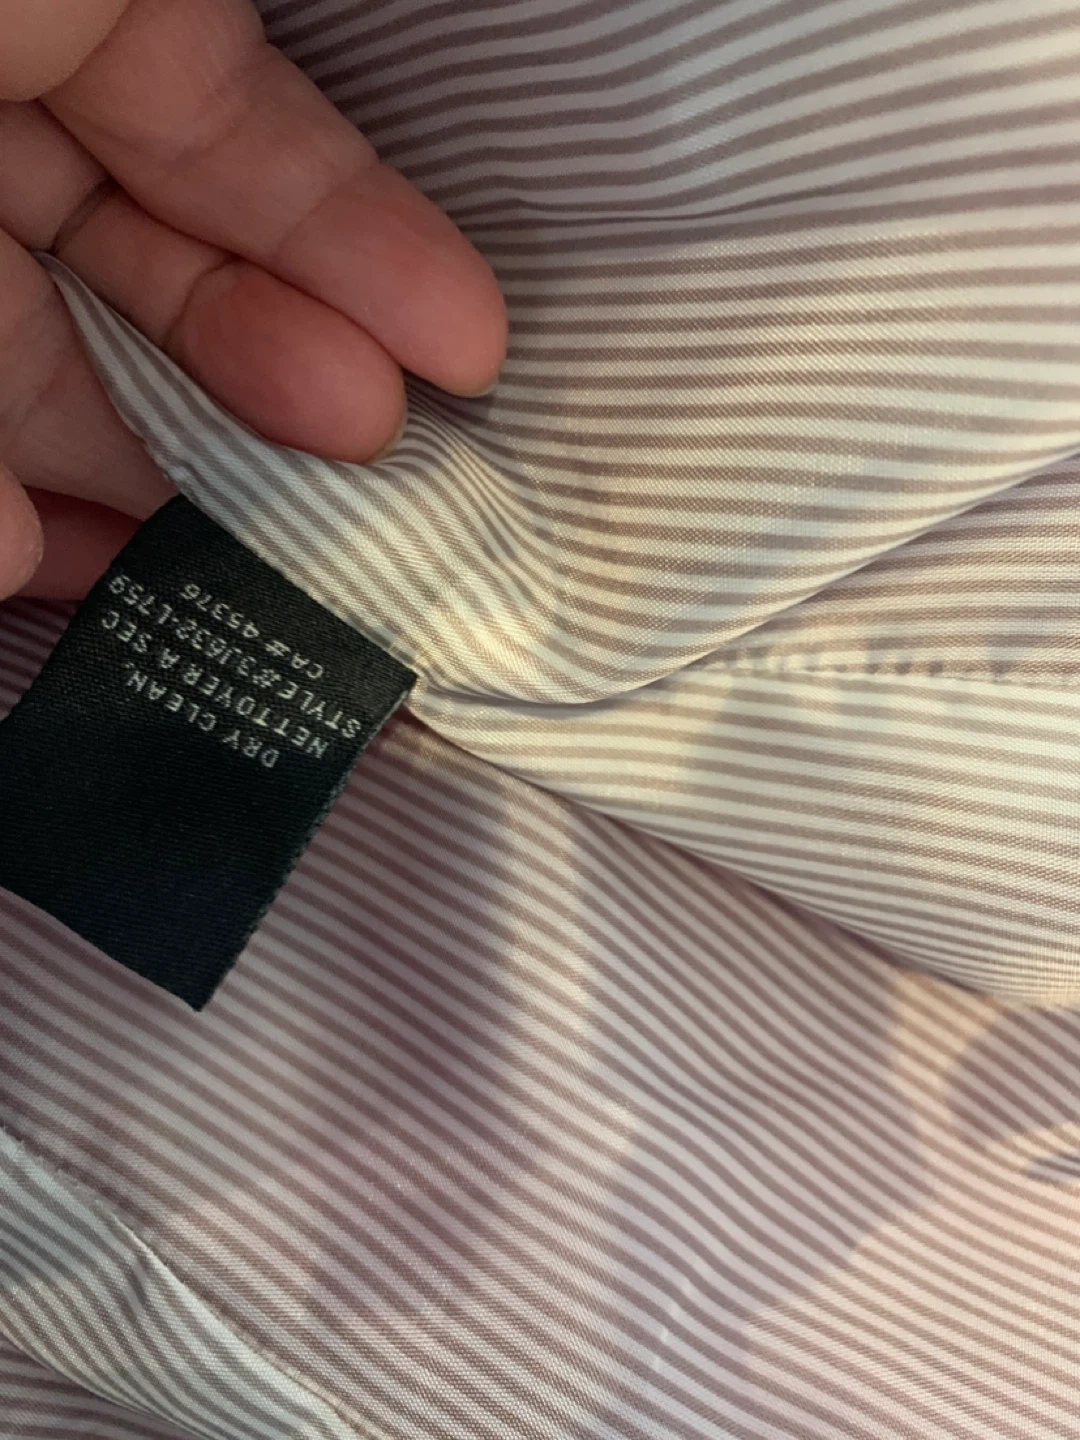 DRY CLEAN.
NETTOYER A SEC
STYLE#3J632-L759
CA# 45376